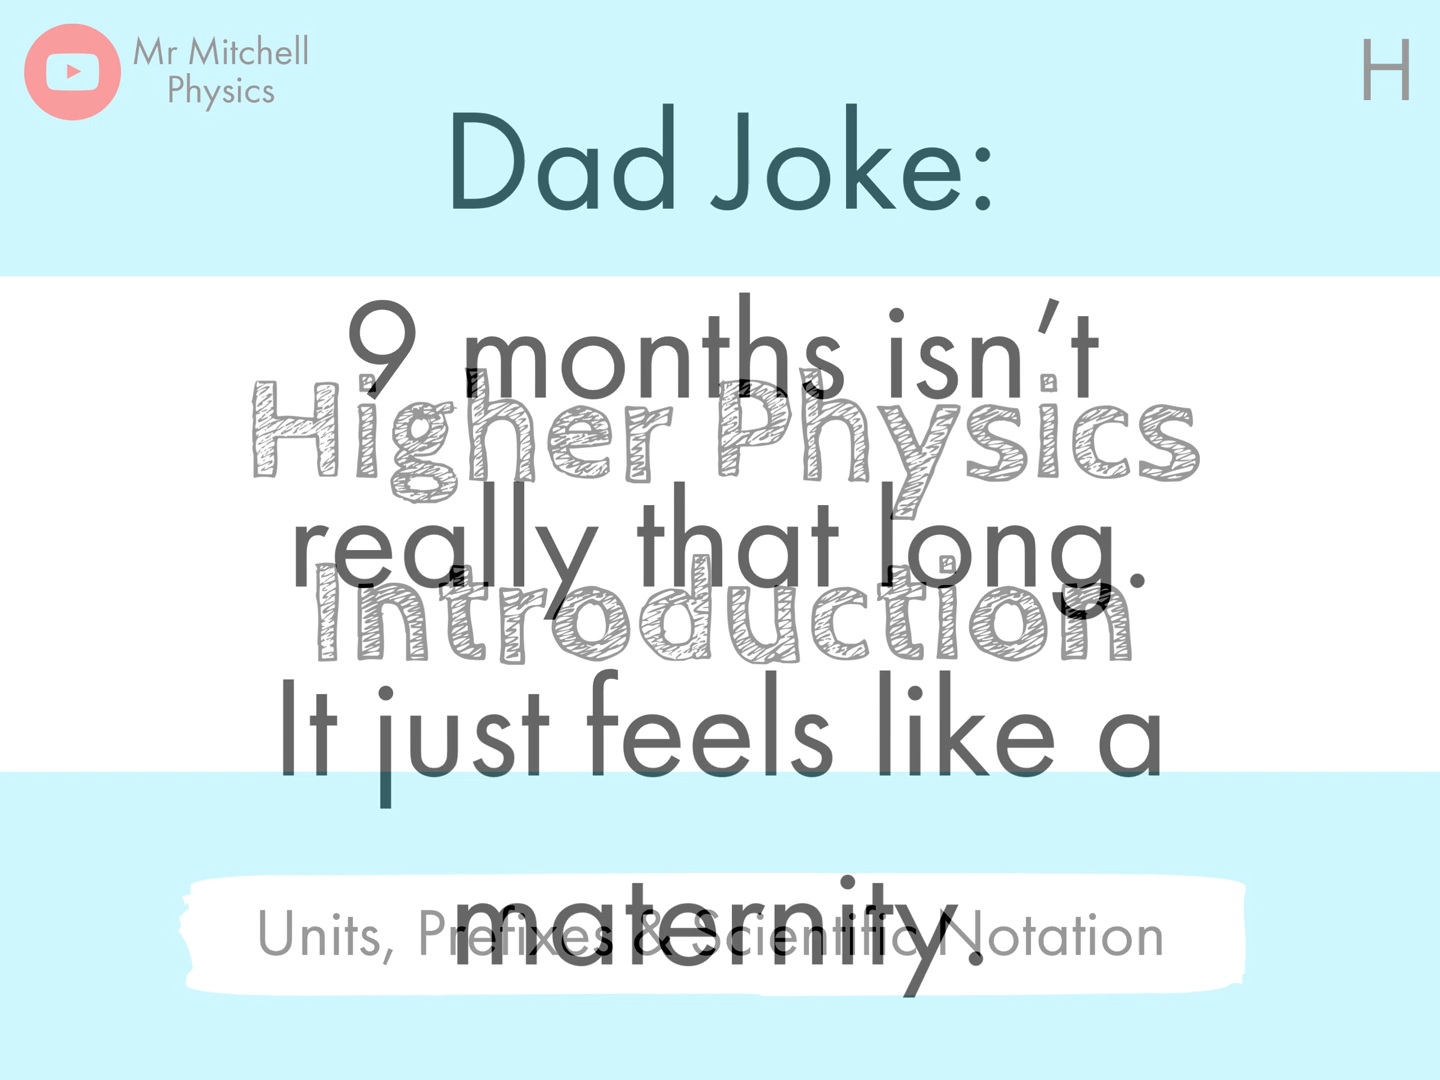 Mr Mitchell
Physics
H
Dad Joke:
9 months isn’t
Higher Physics
really that long.
Introduction
It just feels like a
maternity.
Units, Prefixes & Scientific Notation